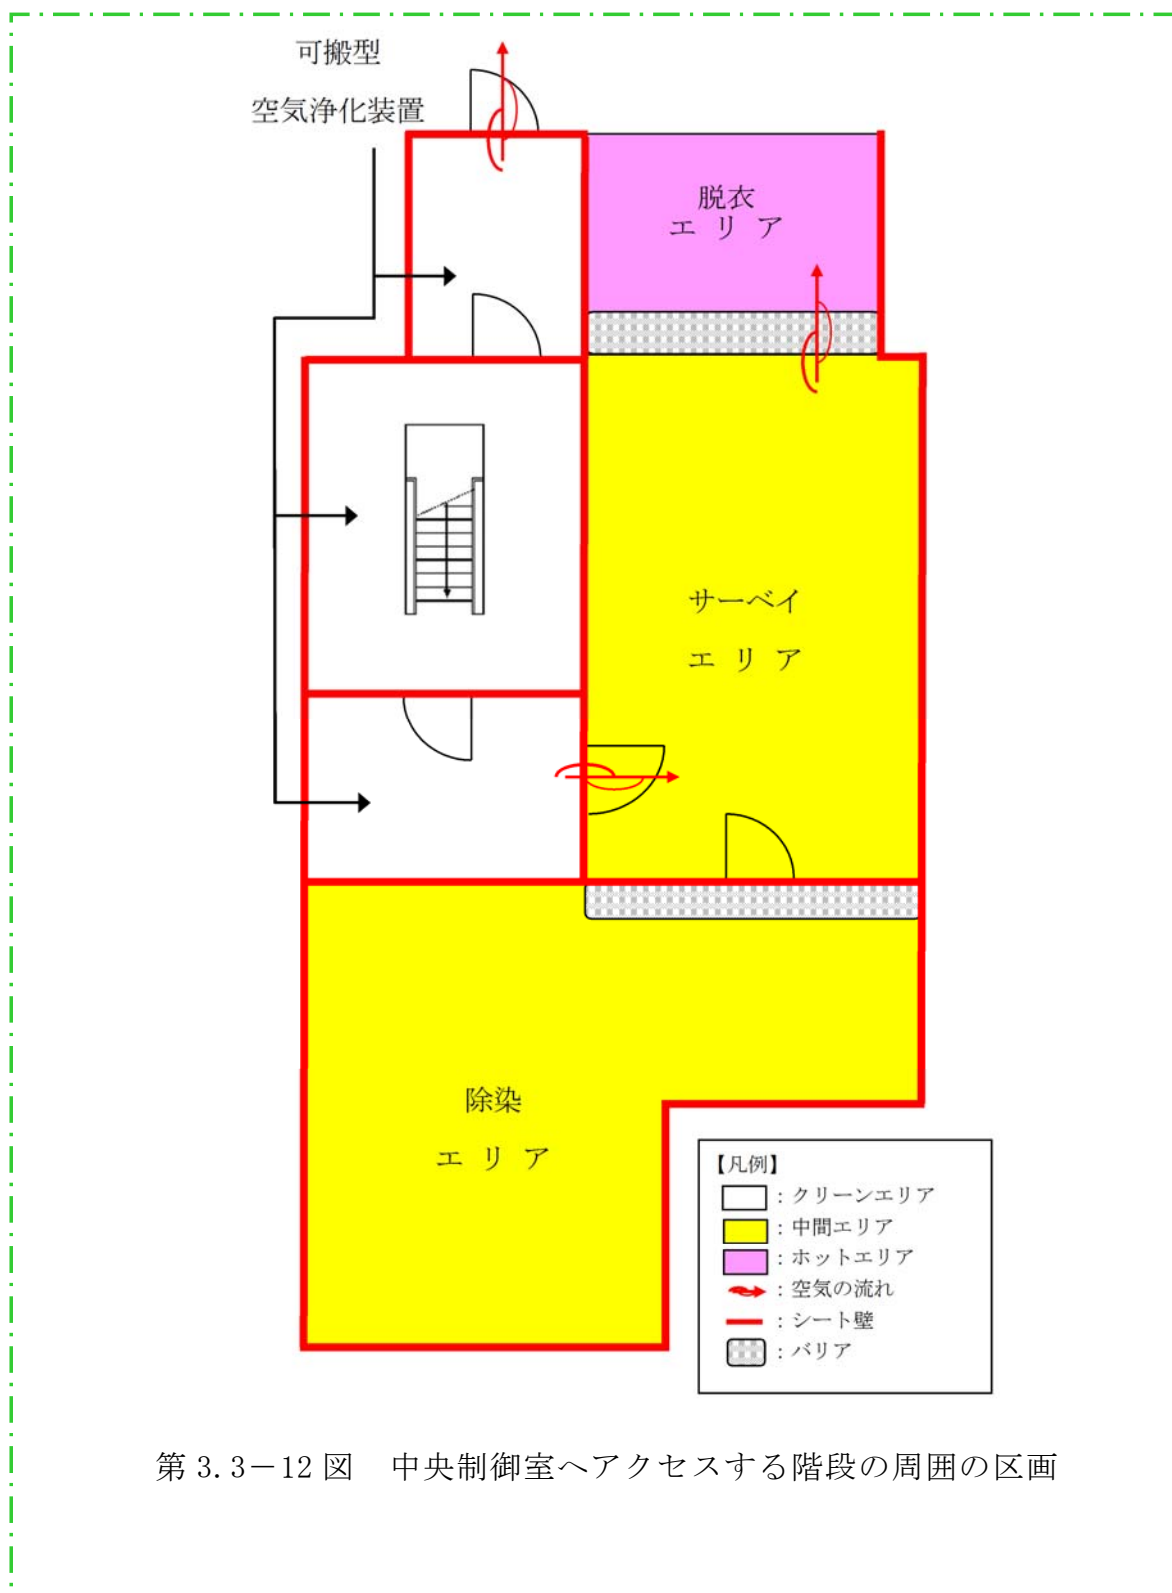 可搬型
空気浄化装置
脱衣
エリア
サーベイ
エリア
除染
エリア
【凡例】
：クリーンエリア
：中間エリア
：ホットエリア
：空気の流れ
：シート壁
：バリア
第3.3－12図　中央制御室へアクセスする階段の周囲の区画